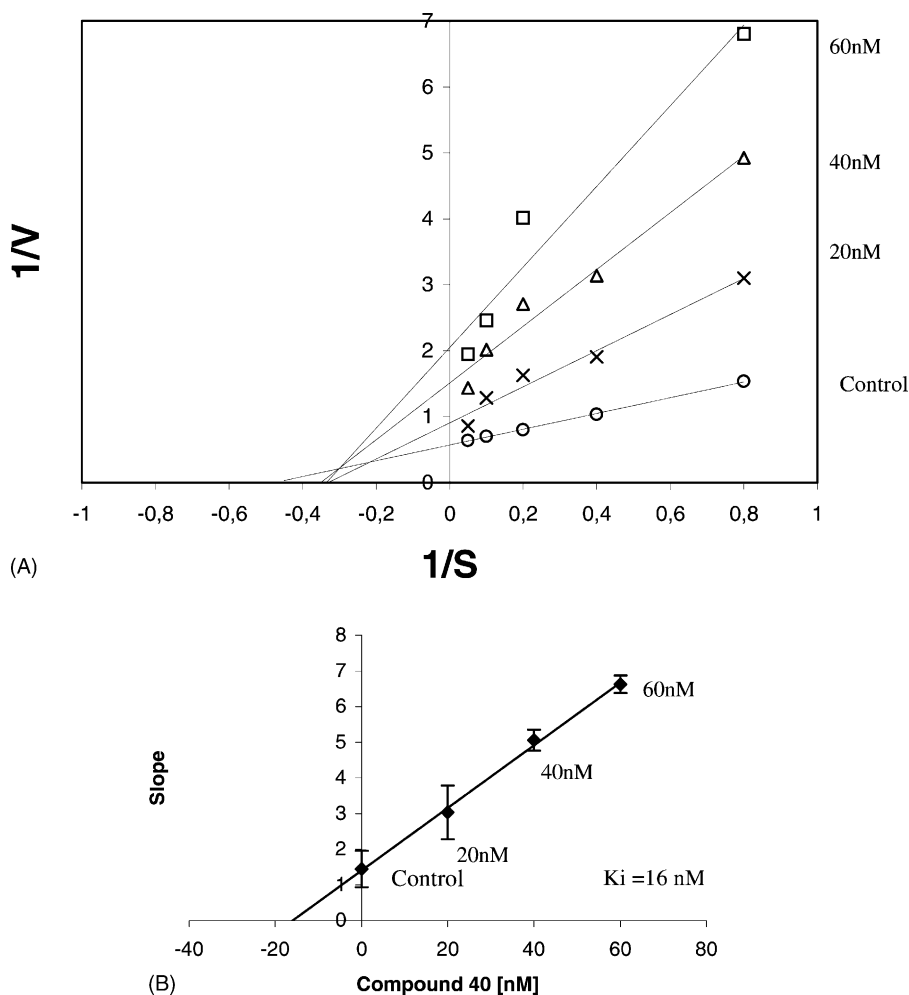 7
60nM
6
5
40nM
4
1/V
20nM
3
2
Control
1
0
-1 -0,8 -0,6 -0,4 -0,2 0 0,2 0,4 0,6 0,8 1
(A)
1/S
8
7
60nM
6
5
40nM
Slope
4
3
20nM
2
Control
Ki =16 nM
1
0
-40 -20 0 20 40 60 80
(B)
Compound 40 [nM]